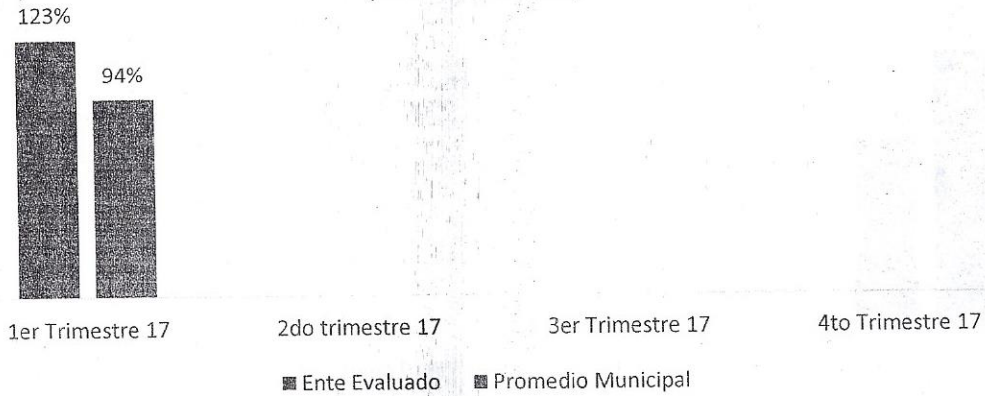 123%
94%
1er Trimestre 17 2do trimestre 17 3er Trimestre 17 4to Trimestre 17
Ente Evaluado Promedio Municipal